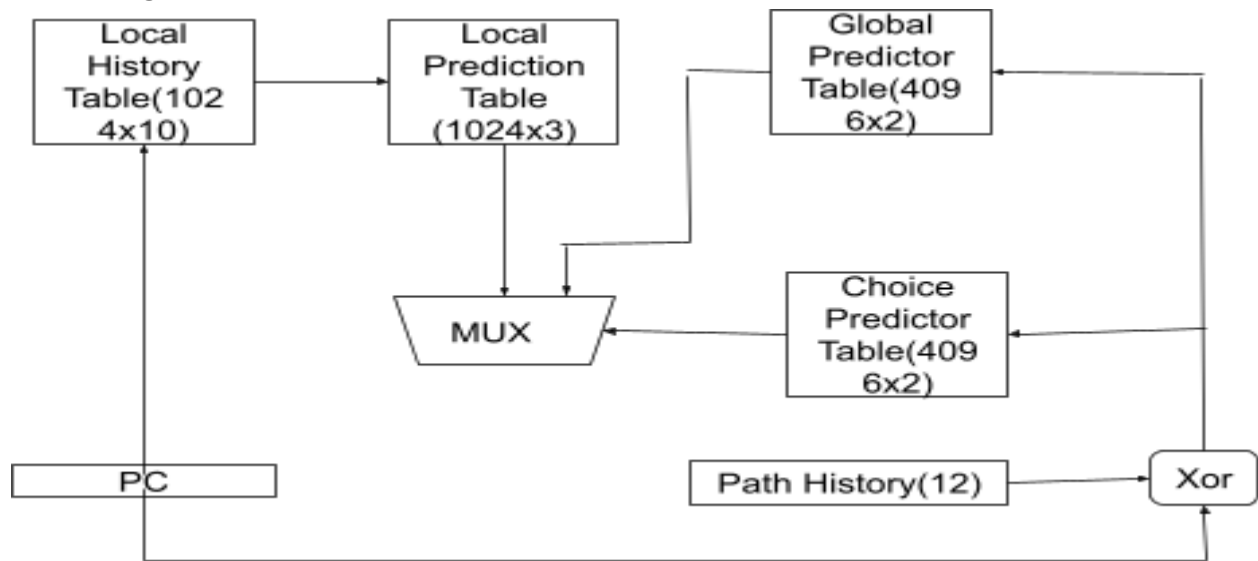 Local
History
Table(102
4x10)
Local
Prediction
Table
(1024x3)
Global
Predictor
Table(409
6x2)
MUX
Choice
Predictor
Table(409
6x2)
PC
Path History(12)
Xor